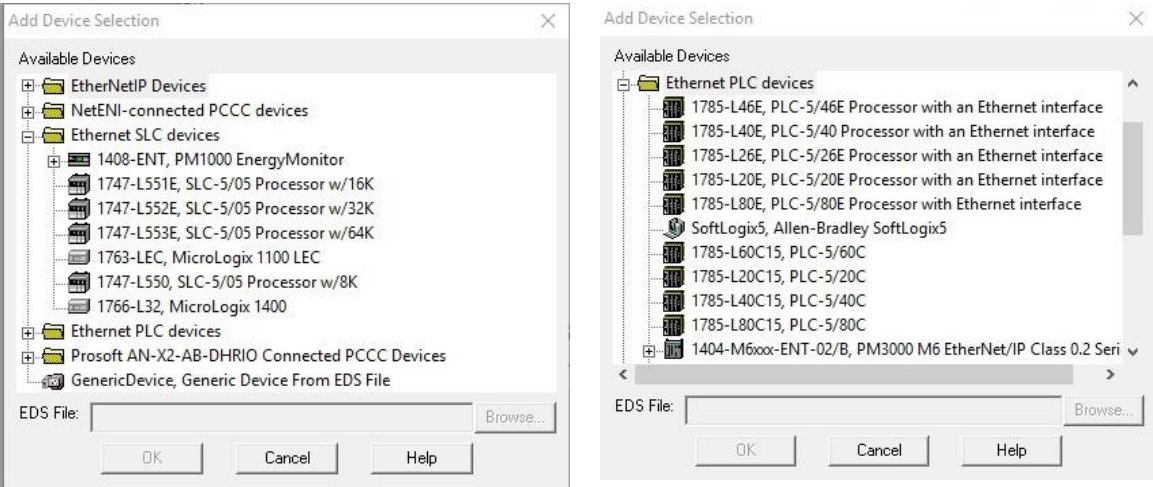 Add Device Selection
Available Devices
EtherNetIP Devices
NetENI-connected PCCC devices
Ethernet SLC devices
1408-ENT, PM1000 EnergyMonitor
1747-L551E, SLC-5/05 Processor w/16K
1747-L552E, SLC-5/05 Processor w/32K
1747-L553E, SLC-5/05 Processor w/64K
1763-LEC, MicroLogix 1100 LEC
1747-L550, SLC-5/05 Processor w/8K
1766-L32, MicroLogix 1400
Ethernet PLC devices
Prosoft AN-X2-AB-DHRIO Connected PCCC Devices
GenericDevice, Generic Device From EDS File
EDS File:
Browse...
OK Cancel Help
Add Device Selection
Available Devices
Ethernet PLC devices
1785-L46E, PLC-5/46E Processor with an Ethernet interface
1785-L40E, PLC-5/40 Processor with an Ethernet interface
1785-L26E, PLC-5/26E Processor with an Ethernet interface
1785-L20E, PLC-5/20E Processor with an Ethernet interface
1785-L80E, PLC-5/80E Processor with Ethernet interface
SoftLogix5, Allen-Bradley SoftLogix5
1785-L60C15, PLC-5/60C
1785-L20C15, PLC-5/20C
1785-L40C15, PLC-5/40C
1785-L80C15, PLC-5/80C
1404-M6xxx-ENT-02/B, PM3000 M6 EtherNet/IP Class 0.2 Seri
EDS File:
Browse...
OK Cancel Help